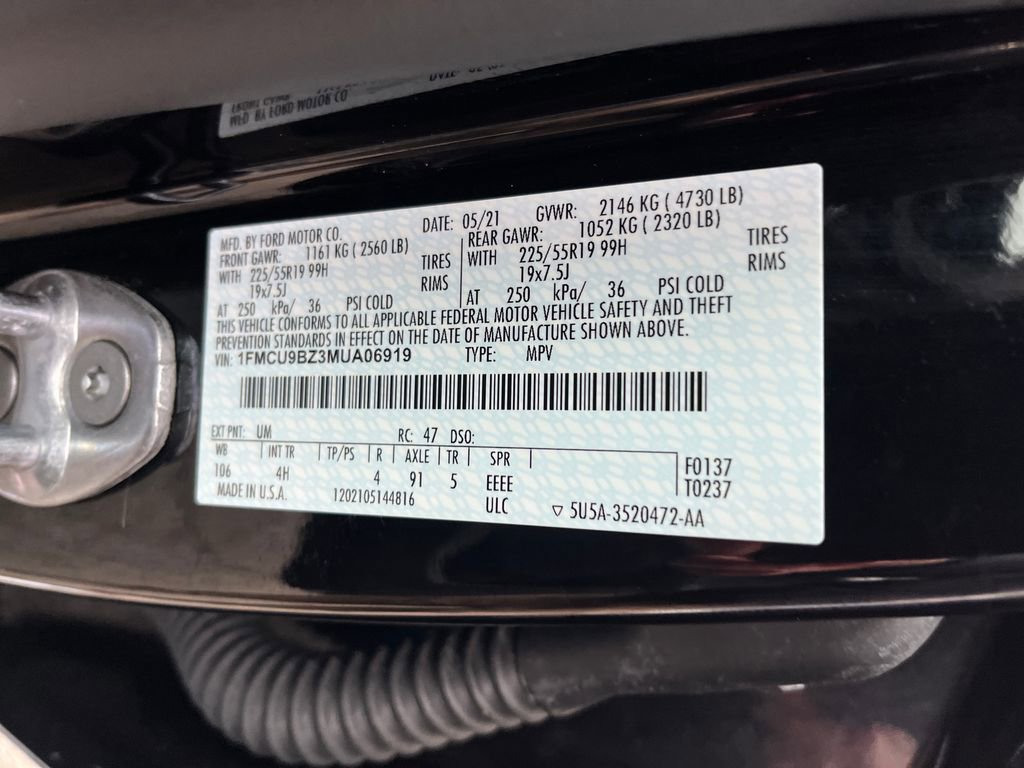 MFD. BY FORD MOTOR CO.
DATE: 05/21 GVWR: 2146 KG ( 4730 LB)
FRONT GAWR: 1161 KG ( 2560 LB) REAR GAWR: 1052 KG ( 2320 LB)
WITH 225/55R19 99H TIRES WITH 225/55R19 99H TIRES
19x7.5J RIMS 19x7.5J RIMS
AT 250 kPa/ 36 PSI COLD AT 250 kPa/ 36 PSI COLD
THIS VEHICLE CONFORMS TO ALL APPLICABLE FEDERAL MOTOR VEHICLE SAFETY AND THEFT
PREVENTION STANDARDS IN EFFECT ON THE DATE OF MANUFACTURE SHOWN ABOVE.
VIN: 1FMCU9BZ3MUA06919 TYPE: MPV
EXT PNT: UM RC: 47 DSO:
WB INT TR TP/PS R AXLE TR SPR
106 4H 4 91 5 EEEE
F0137
T0237
MADE IN U.S.A. 1202105144816 ULC ▽ 5U5A-3520472-AA